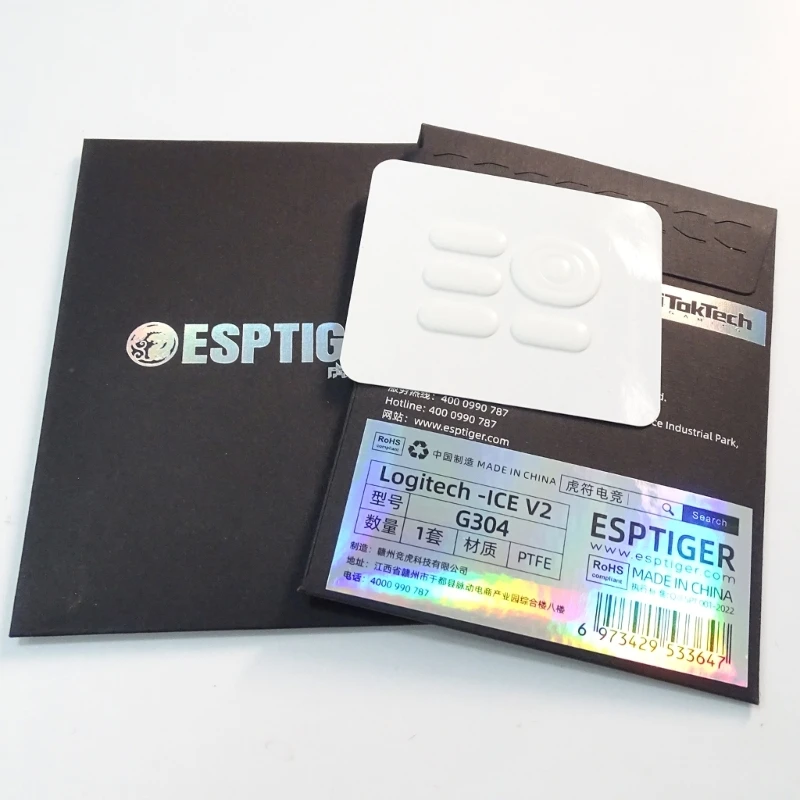 ESPTIG
TokTech
服务热线：400 0990 787
Hotline: 400 0990 787
网站：www.esptiger.com
ce Industrial Park,
RoHS
compliant
中国制造 MADE IN CHINA
虎符电竞
Search
Logitech -ICE V2
型号
G304
数量
1套
材质
PTFE
ESPTIGER
www.esptiger.com
RoHS
compliant
MADE IN CHINA
制造：赣州竞虎科技有限公司
地址：江西省赣州市于都县脉动电商产业园综合楼八楼
电话：4000 990 787
6 973429 533647